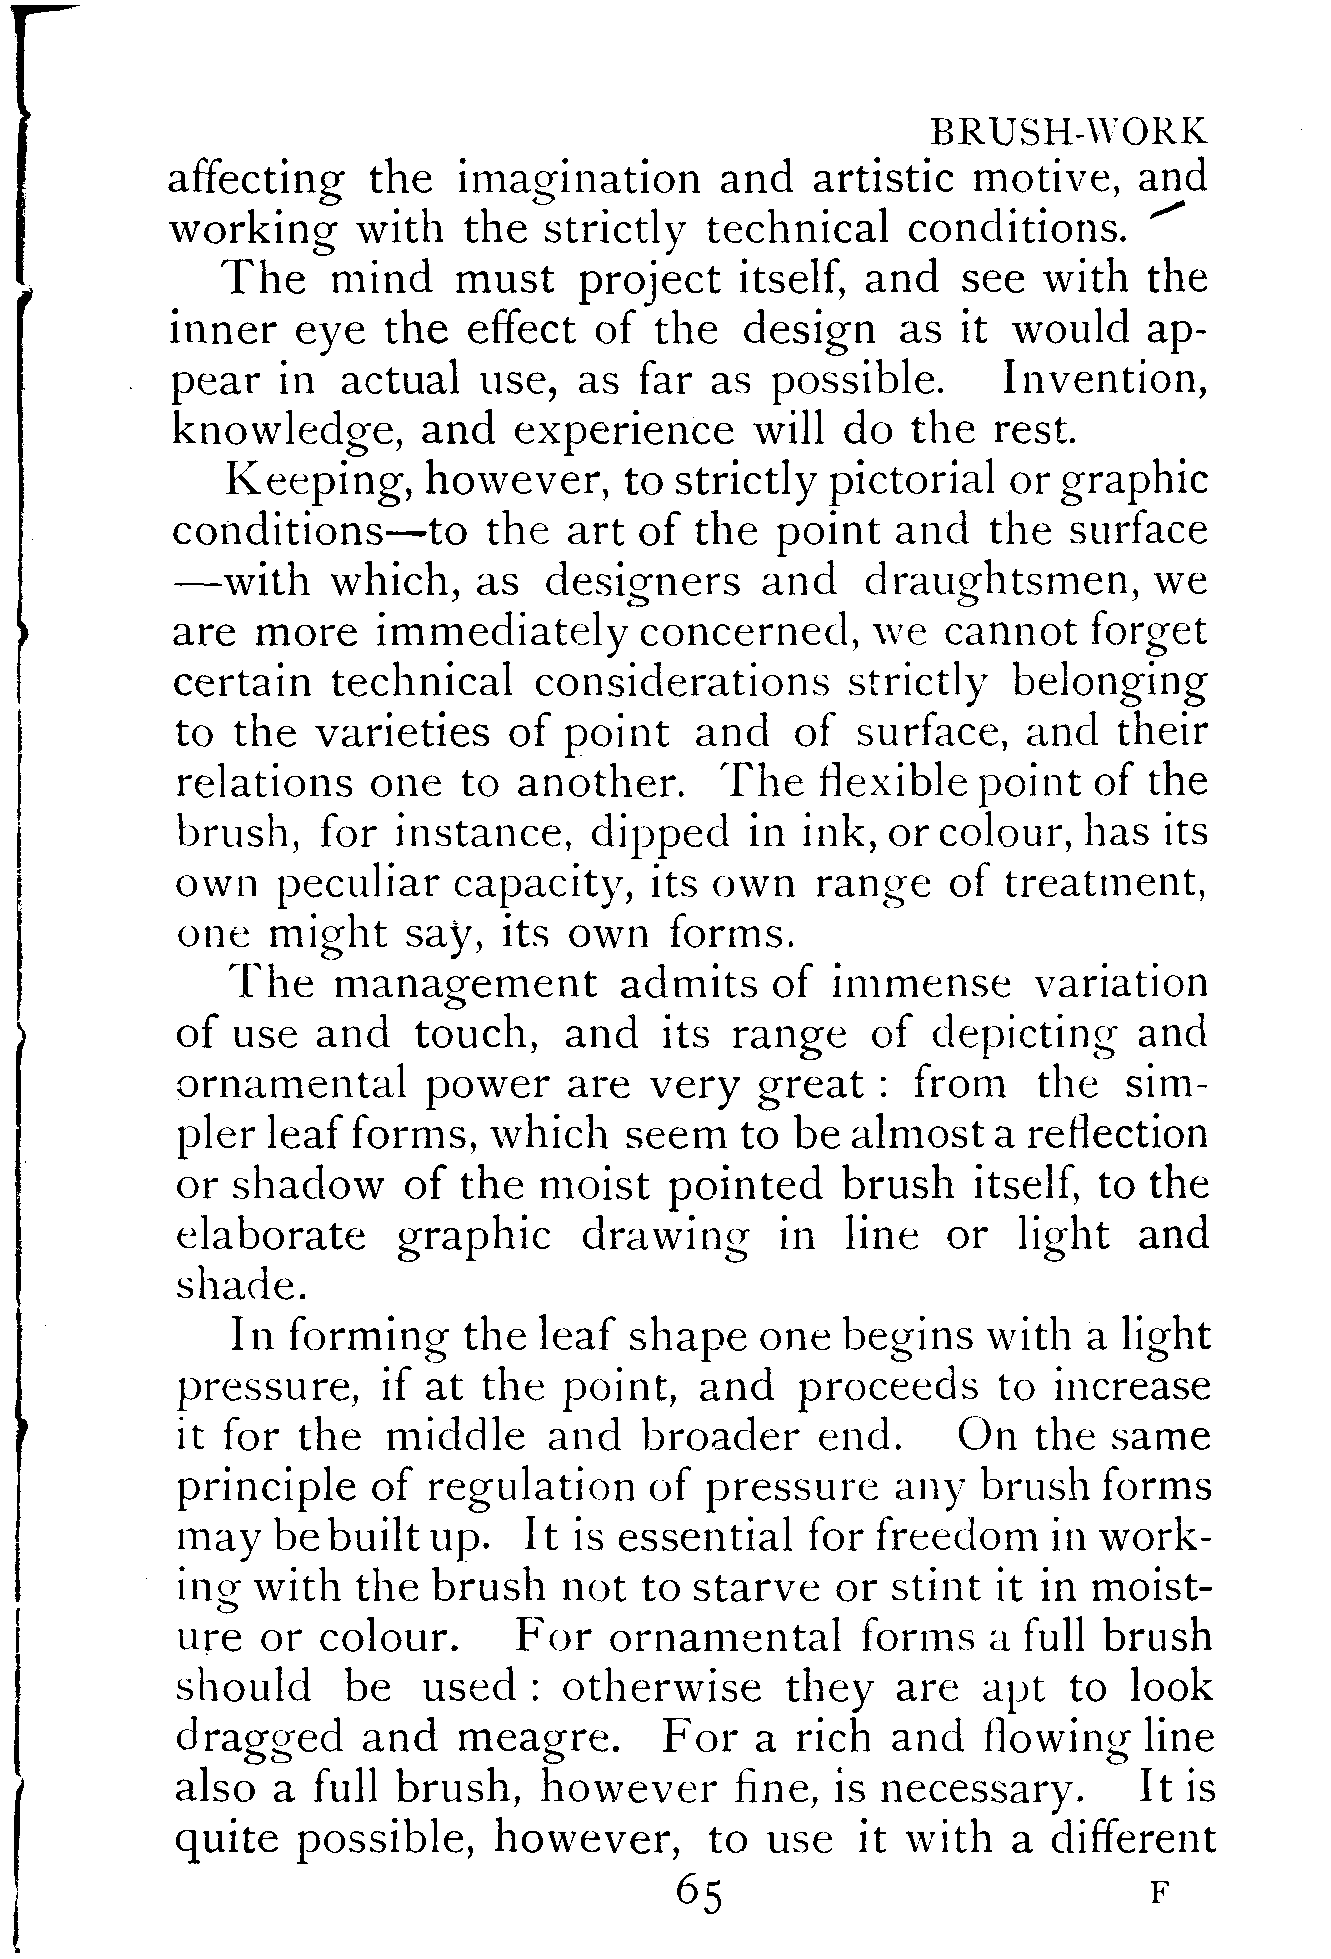 BRUSH-WORK
affecting the imagination and artistic motive, and
working with the strictly technical conditions.
The mind must project itself, and see with the
inner eye the effect of the design as it would ap-
pear in actual use, as far as possible. Invention,
knowledge, and experience will do the rest.
Keeping, however, to strictly pictorial or graphic
conditions—to the art of the point and the surface
—with which, as designers and draughtsmen, we
are more immediately concerned, we cannot forget
certain technical considerations strictly belonging
to the varieties of point and of surface, and their
relations one to another. The flexible point of the
brush, for instance, dipped in ink, or colour, has its
own peculiar capacity, its own range of treatment,
one might say, its own forms.
The management admits of immense variation
of use and touch, and its range of depicting and
ornamental power are very great : from the sim-
pler leaf forms, which seem to be almost a reflection
or shadow of the moist pointed brush itself, to the
elaborate graphic drawing in line or light and
shade.
In forming the leaf shape one begins with a light
pressure, if at the point, and proceeds to increase
it for the middle and broader end. On the same
principle of regulation of pressure any brush forms
may be built up. It is essential for freedom in work-
ing with the brush not to starve or stint it in moist-
ure or colour. For ornamental forms a full brush
should be used : otherwise they are apt to look
dragged and meagre. For a rich and flowing line
also a full brush, however fine, is necessary. It is
quite possible, however, to use it with a different
65 F